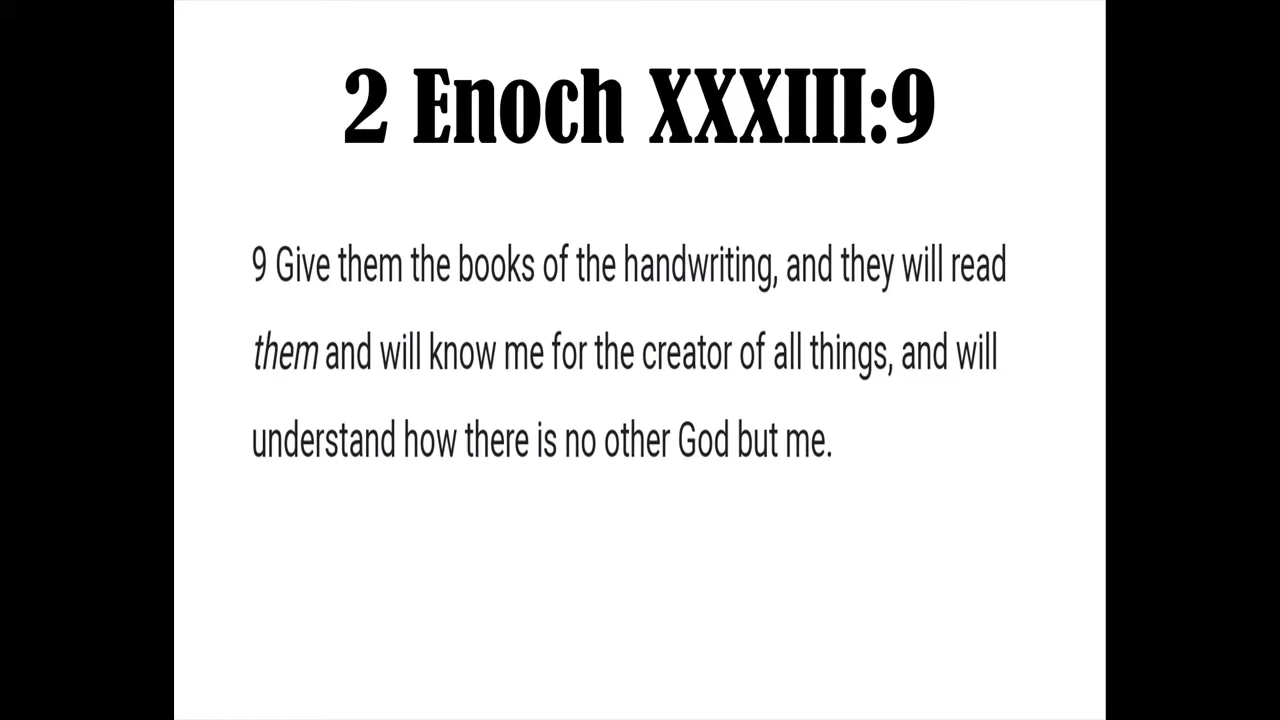 2 Enoch XXXIII:9
9 Give them the books of the handwriting, and they will read
them and will know me for the creator of all things, and will
understand how there is no other God but me.